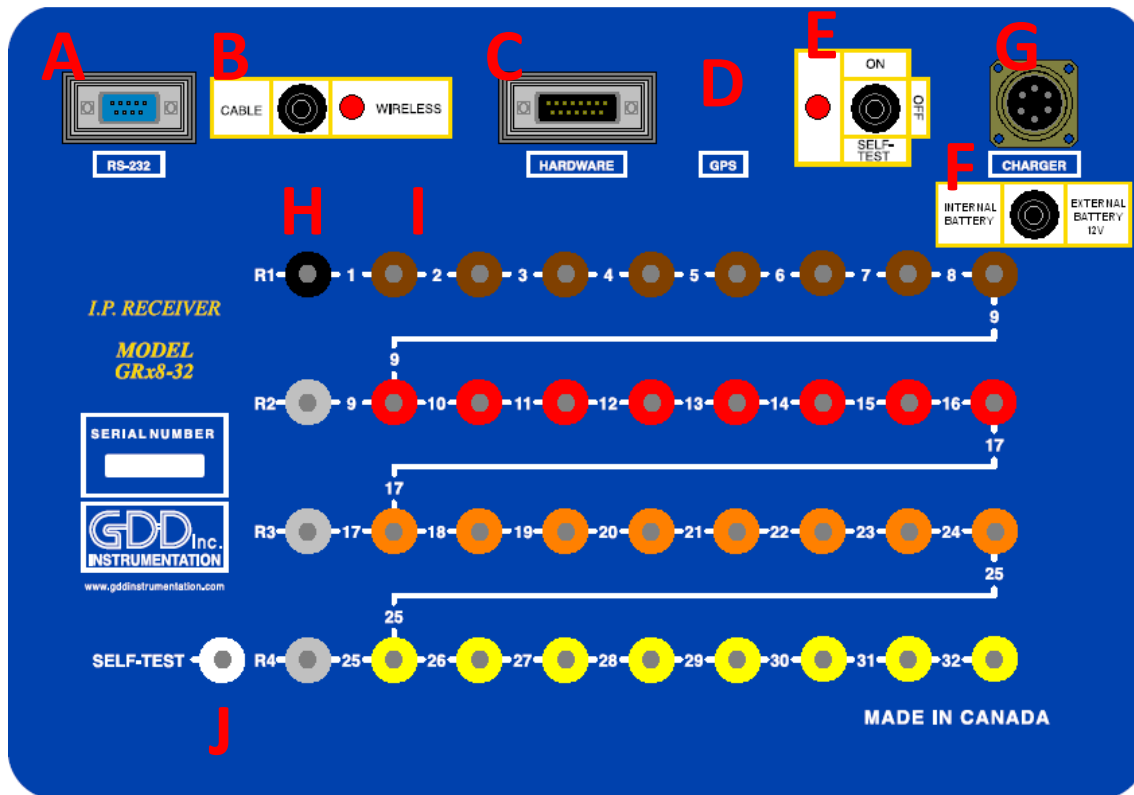 A B C D E G
ON
CABLE WIRELESS OFF
SELF-
TEST
RS-232 HARDWARE GPS CHARGER
F
INTERNAL
BATTERY
EXTERNAL
BATTERY
12V
H I
R1 1 2 3 4 5 6 7 8
9
I.P. RECEIVER
MODEL
GRx8-32
9
R2 9 10 11 12 13 14 15 16
17
SERIAL NUMBER
17
R3 17 18 19 20 21 22 23 24
GDD Inc.
INSTRUMENTATION
www.gddinstrumentation.com
25
25
SELF-TEST R4 25 26 27 28 29 30 31 32
J
MADE IN CANADA